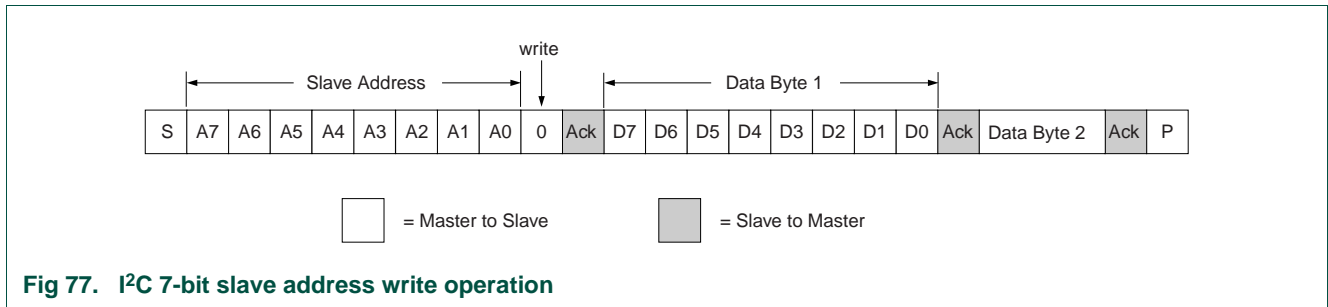 write
Slave Address
Data Byte 1
S A7 A6 A5 A4 A3 A2 A1 A0 0 Ack D7 D6 D5 D4 D3 D2 D1 D0 Ack Data Byte 2 Ack P
= Master to Slave
= Slave to Master
Fig 77. I²C 7-bit slave address write operation